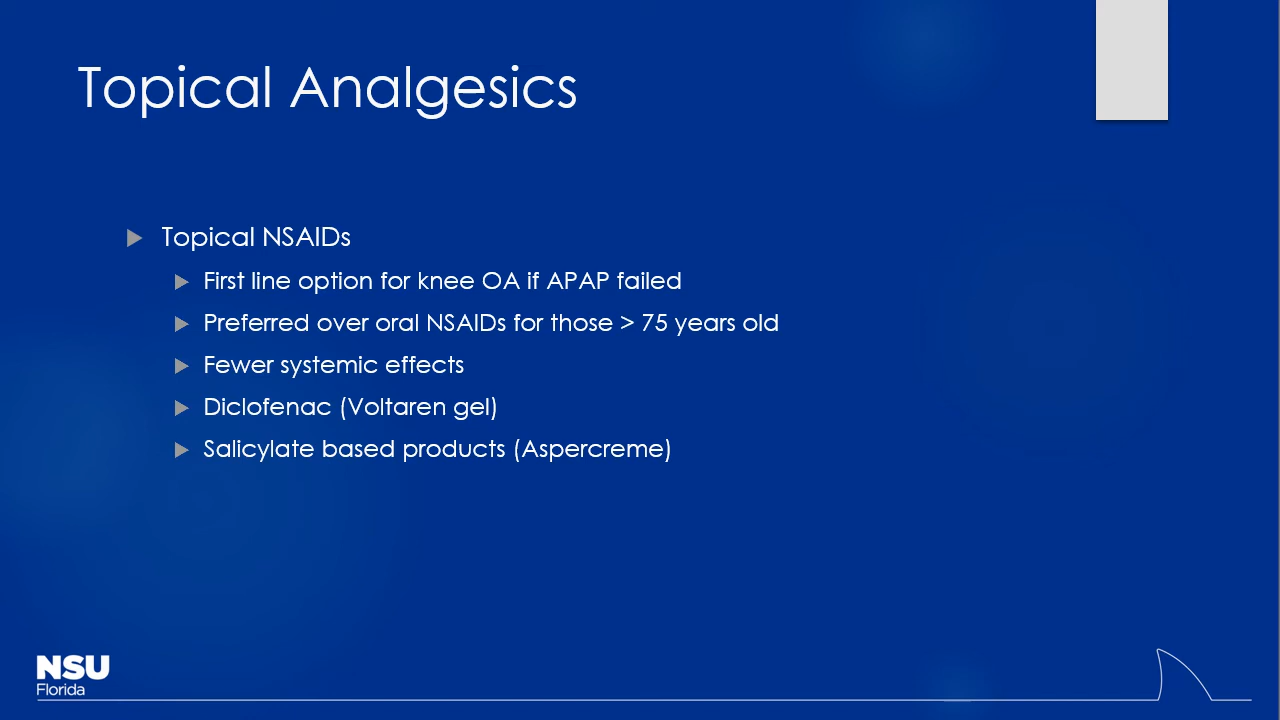 Topical Analgesics
Topical NSAIDs
First line option for knee OA if APAP failed
Preferred over oral NSAIDs for those > 75 years old
Fewer systemic effects
Diclofenac (Voltaren gel)
Salicylate based products (Aspercreme)
NSU
Florida